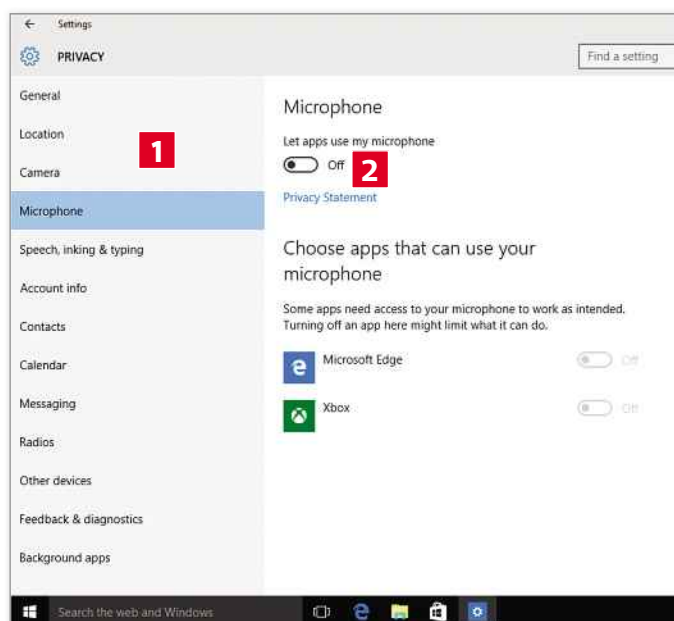 Settings
PRIVACY
Find a setting
General
Location
Camera
Microphone
Speech, inking & typing
Account info
Contacts
Calendar
Messaging
Radios
Other devices
Feedback & diagnostics
Background apps
1
Microphone
Let apps use my microphone
Off
2
Privacy Statement
Choose apps that can use your
microphone
Some apps need access to your microphone to work as intended.
Turning off an app here might limit what it can do.
Microsoft Edge
Off
Xbox
Off
Search the web and Windows